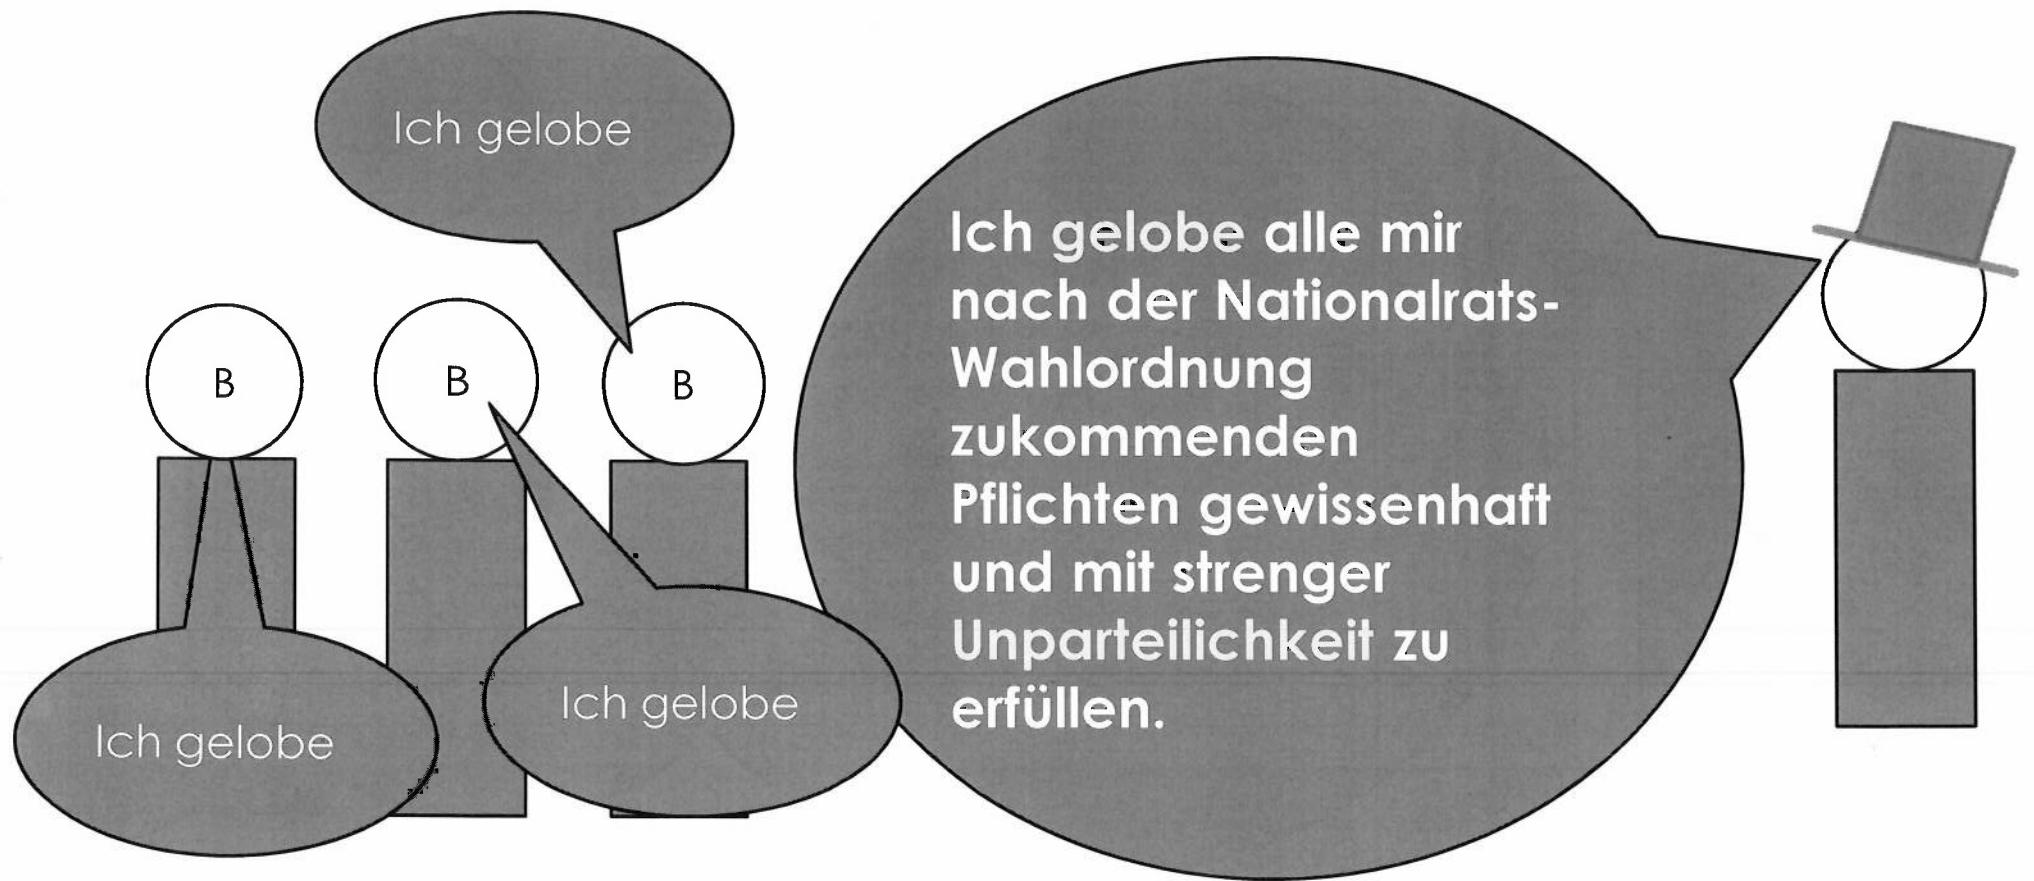 Ich gelobe
Ich gelobe alle mir
nach der Nationalrats-
Wahlordnung
zukommenden
Pflichten gewissenhaft
und mit strenger
Unparteilichkeit zu
erfüllen.
B
B
B
Ich gelobe
Ich gelobe